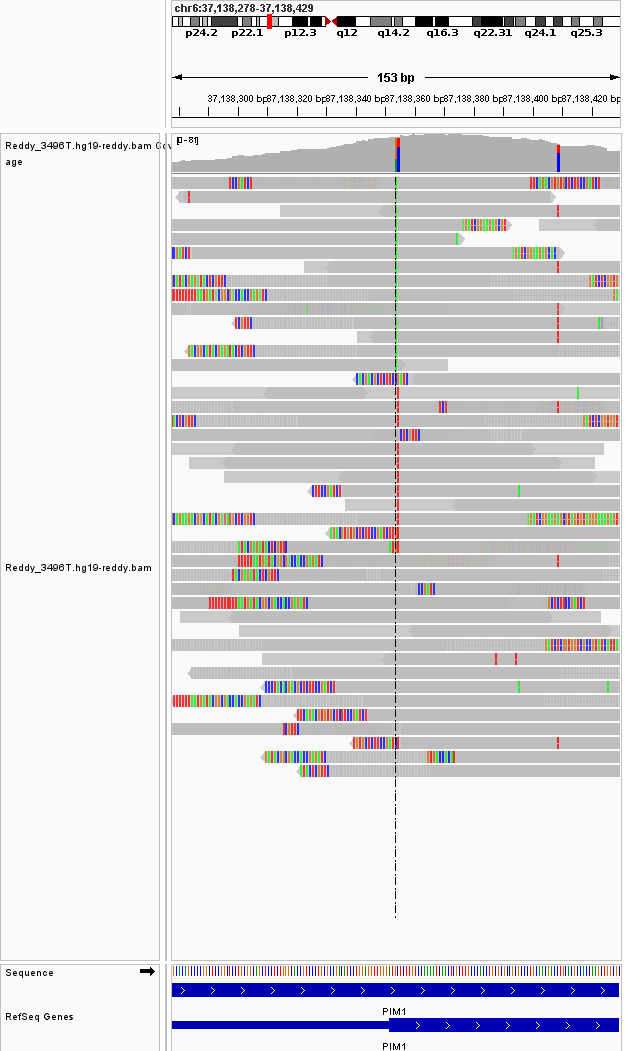 chr6:37,138,278-37,138,429
p24.2 p22.1 p12.3 q12 q14.2 q16.3 q22.31 q24.1 q25.3
153 bp
37,138,300 bp 37,138,320 bp 37,138,340 bp 37,138,360 bp 37,138,380 bp 37,138,400 bp 37,138,420 bp
Reddy_3496T.hg19-reddy.bam Cov
age
[0-81]
Reddy_3496T.hg19-reddy.bam
Sequence
PIM1
RefSeq Genes
PIM1